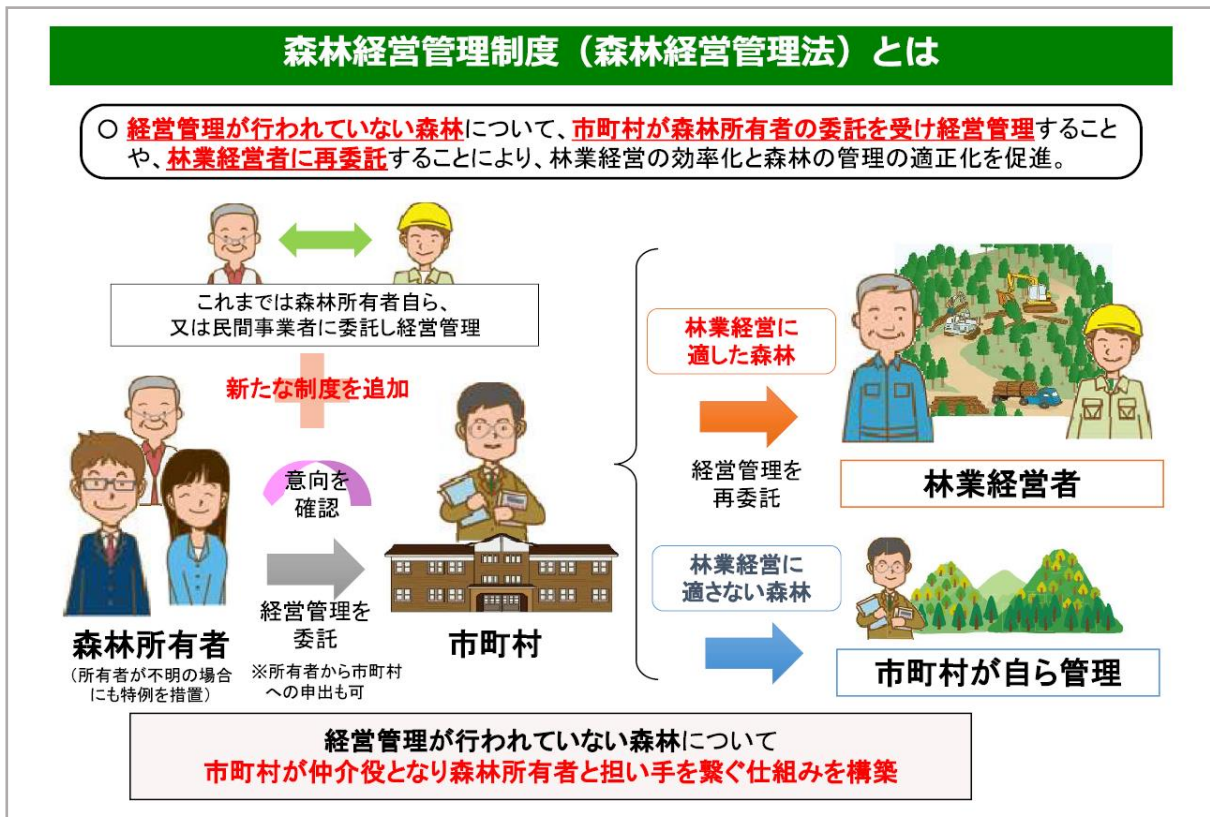 森林経営管理制度（森林経営管理法）とは
○ 経営管理が行われていない森林について、市町村が森林所有者の委託を受け経営管理すること
や、林業経営者に再委託することにより、林業経営の効率化と森林の管理の適正化を促進。
これまでは森林所有者自ら、
又は民間事業者に委託し経営管理
新たな制度を追加
意向を
確認
経営管理を
委託
※所有者から市町村
への申出も可
森林所有者
（所有者が不明の場合
にも特例を措置）
市町村
林業経営に
適した森林
経営管理を
再委託
林業経営者
林業経営に
適さない森林
市町村が自ら管理
経営管理が行われていない森林について
市町村が仲介役となり森林所有者と担い手を繋ぐ仕組みを構築